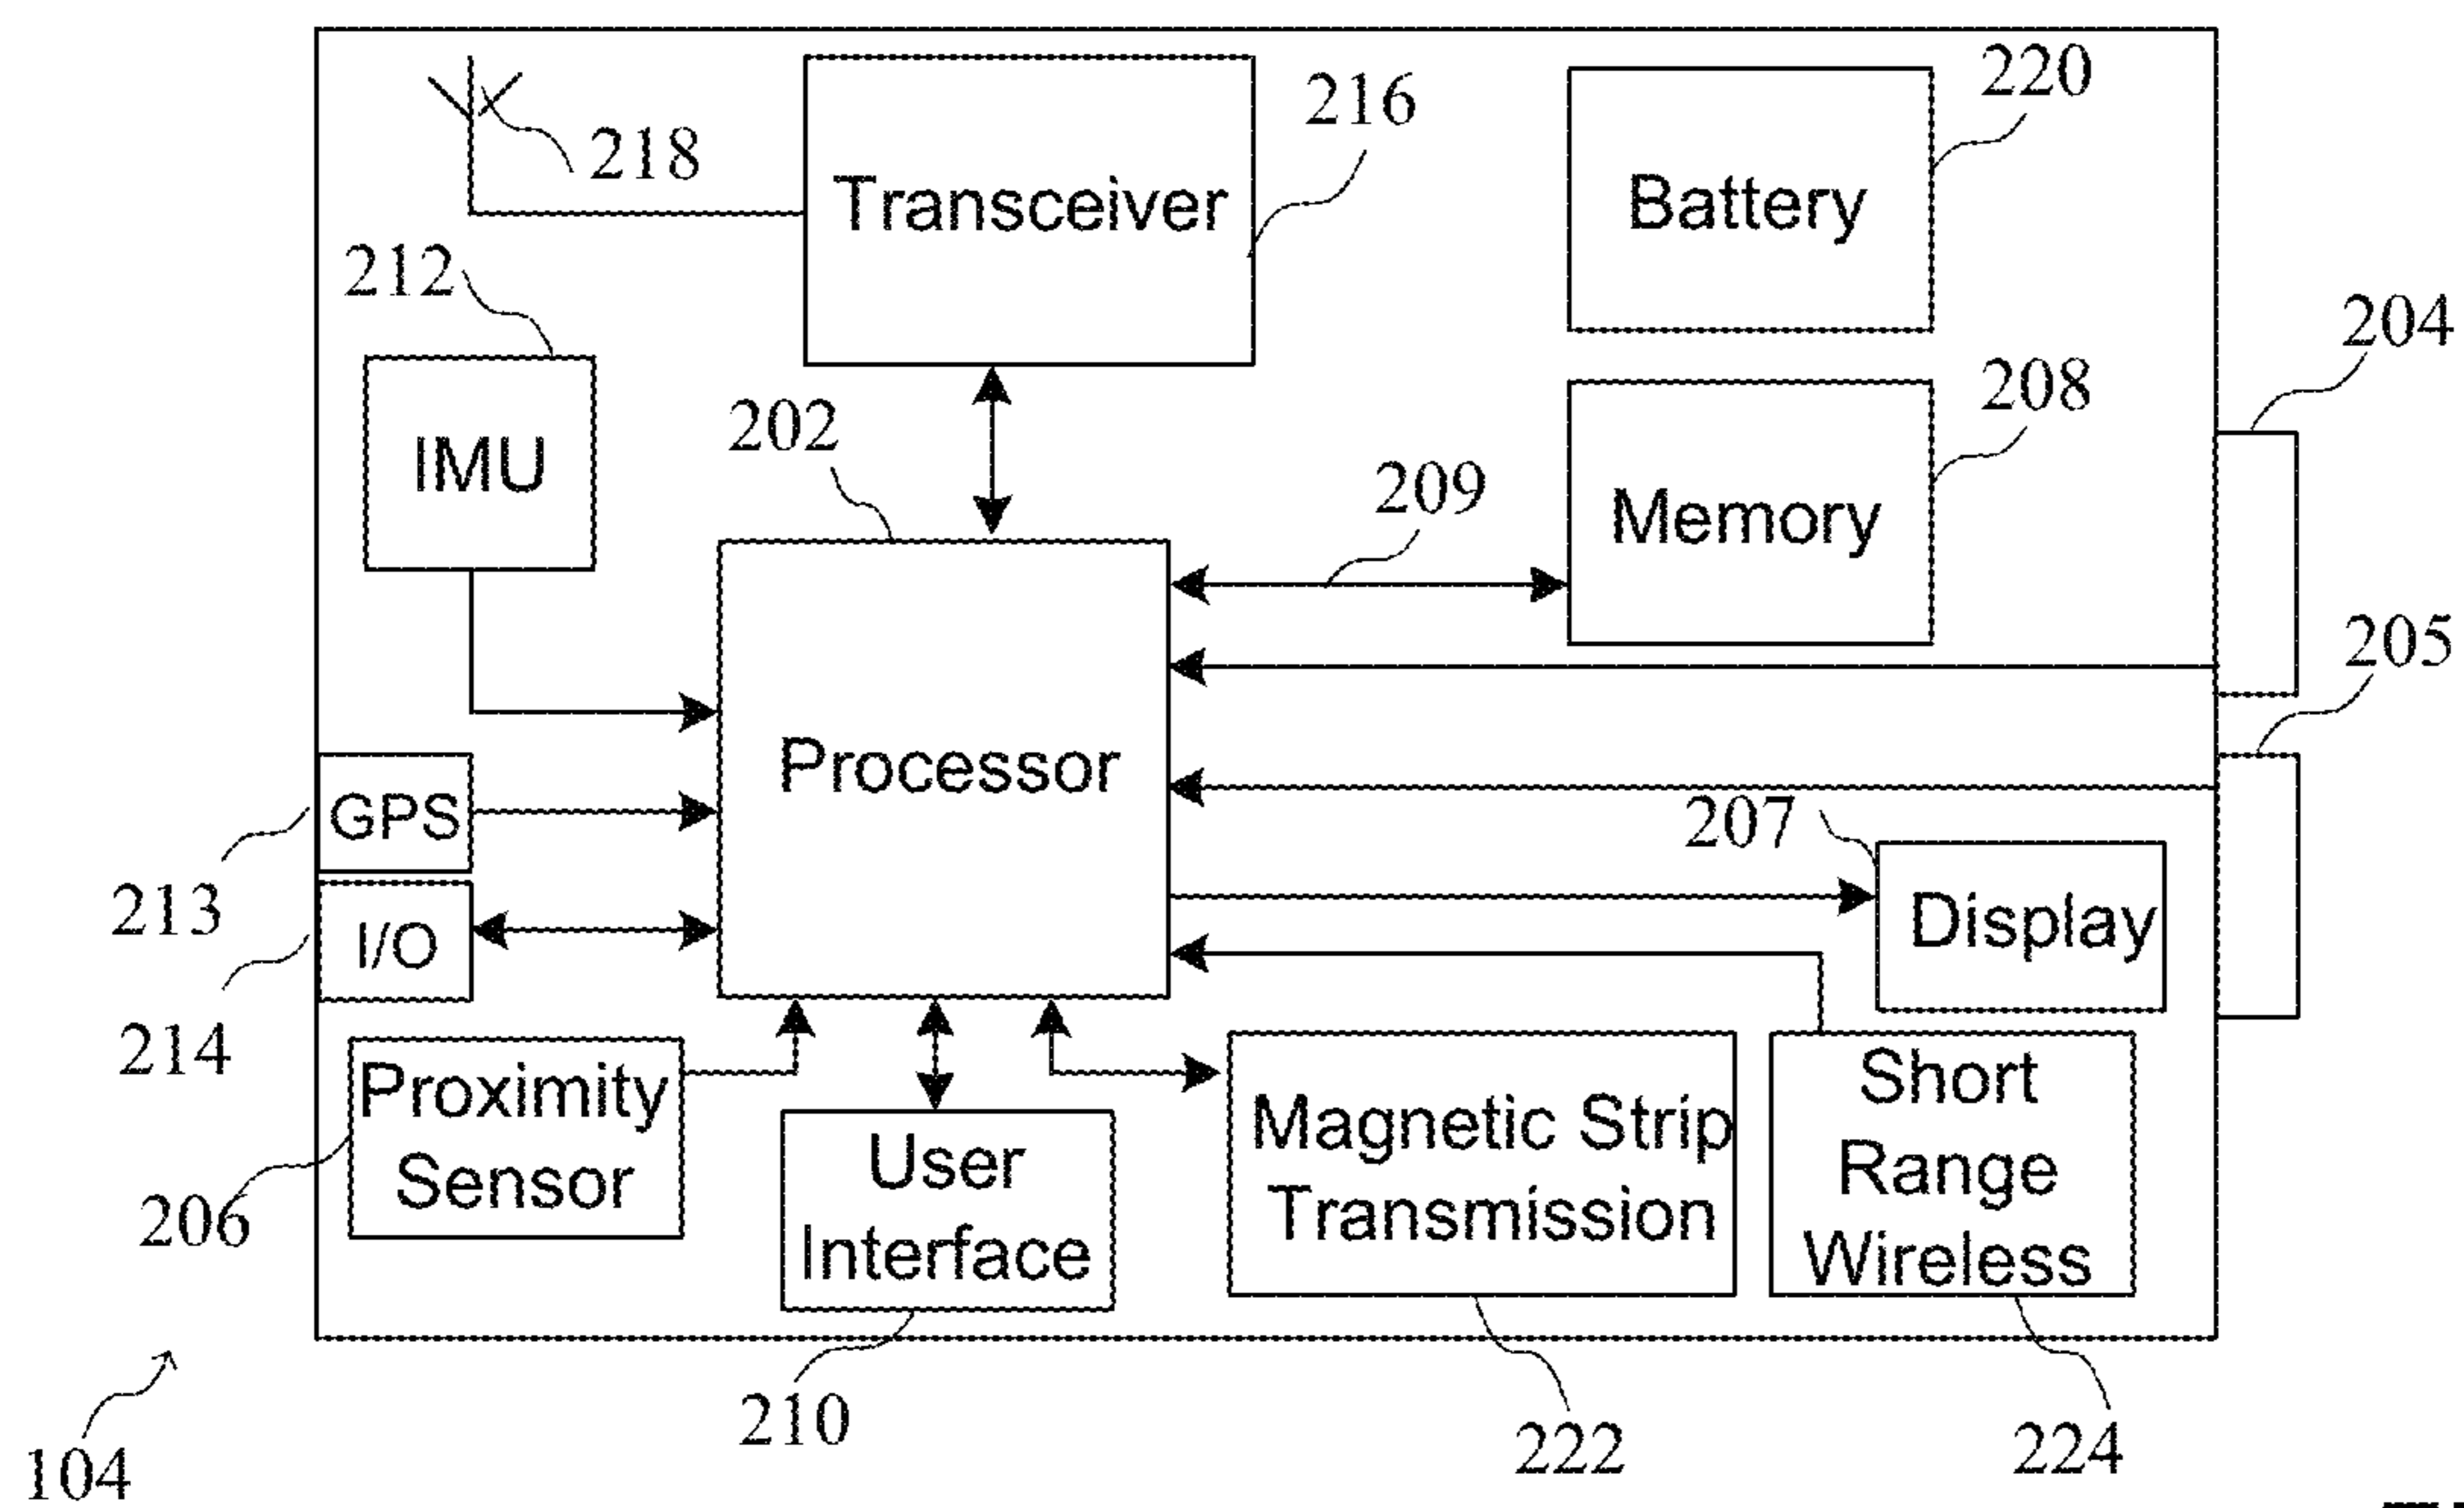 220
216
218
Transceiver
Battery
212
204
208
202
IMU
209
Memory
205
Processor
207
GPS
213
Display
I/O
214
Proximity
Sensor
206
User
Interface
Magnetic Strip
Transmission
Short
Range
Wireless
210
222
224
104